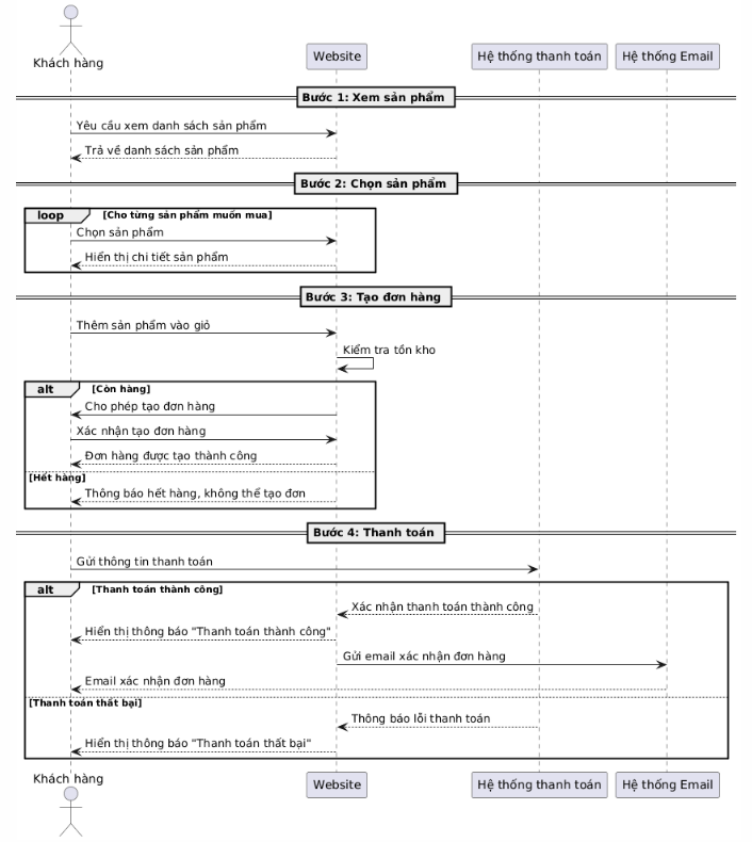 Khách hàng
Website
Hệ thống thanh toán
Hệ thống Email
Bước 1: Xem sản phẩm
Yêu cầu xem danh sách sản phẩm
Trả về danh sách sản phẩm
Bước 2: Chọn sản phẩm
loop [Cho từng sản phẩm muốn mua]
Chọn sản phẩm
Hiển thị chi tiết sản phẩm
Bước 3: Tạo đơn hàng
Thêm sản phẩm vào giỏ
Kiểm tra tồn kho
alt [Còn hàng]
Cho phép tạo đơn hàng
Xác nhận tạo đơn hàng
Đơn hàng được tạo thành công
[Hết hàng]
Thông báo hết hàng, không thể tạo đơn
Bước 4: Thanh toán
Gửi thông tin thanh toán
alt [Thanh toán thành công]
Xác nhận thanh toán thành công
Hiển thị thông báo "Thanh toán thành công"
Gửi email xác nhận đơn hàng
Email xác nhận đơn hàng
[Thanh toán thất bại]
Thông báo lỗi thanh toán
Hiển thị thông báo "Thanh toán thất bại"
Khách hàng
Website
Hệ thống thanh toán
Hệ thống Email